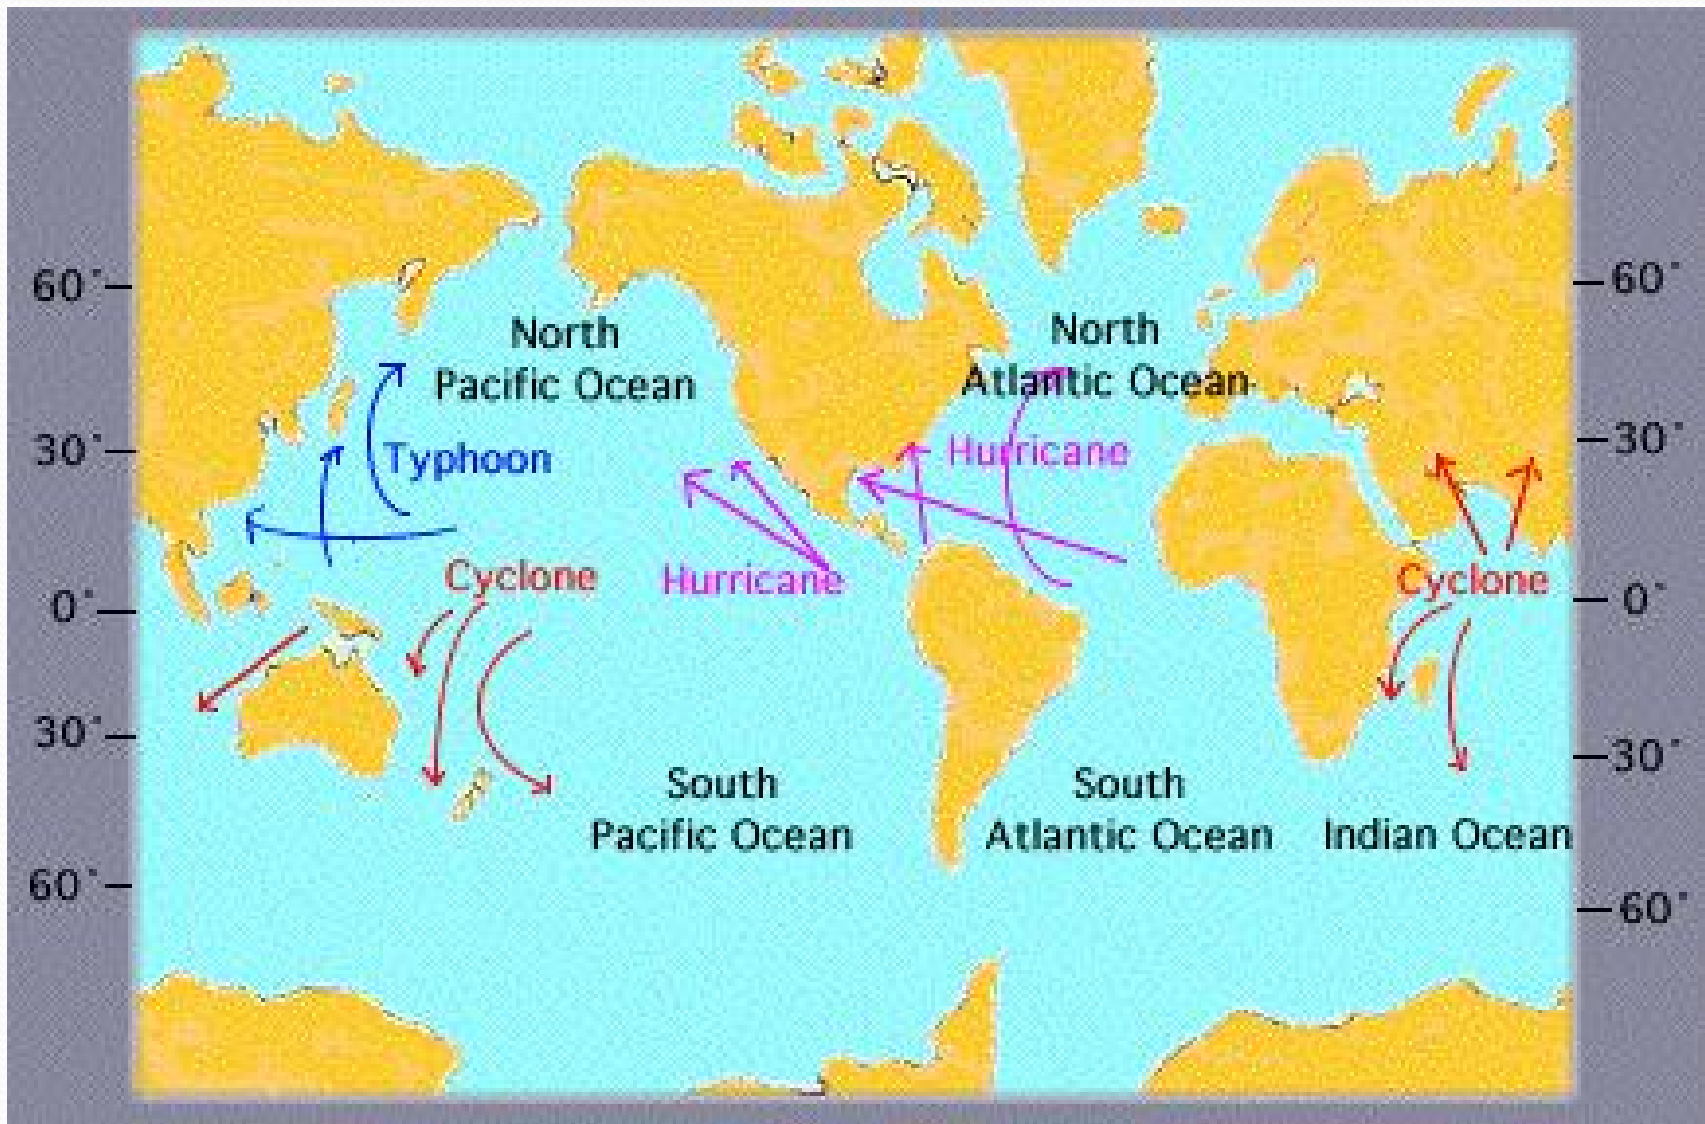 60°
60°
North
Pacific Ocean
North
Atlantic Ocean
30°
Typhoon
Hurricane
30°
Cyclone
Hurricane
Cyclone
0°
0°
30°
30°
South
Pacific Ocean
South
Atlantic Ocean
Indian Ocean
60°
60°